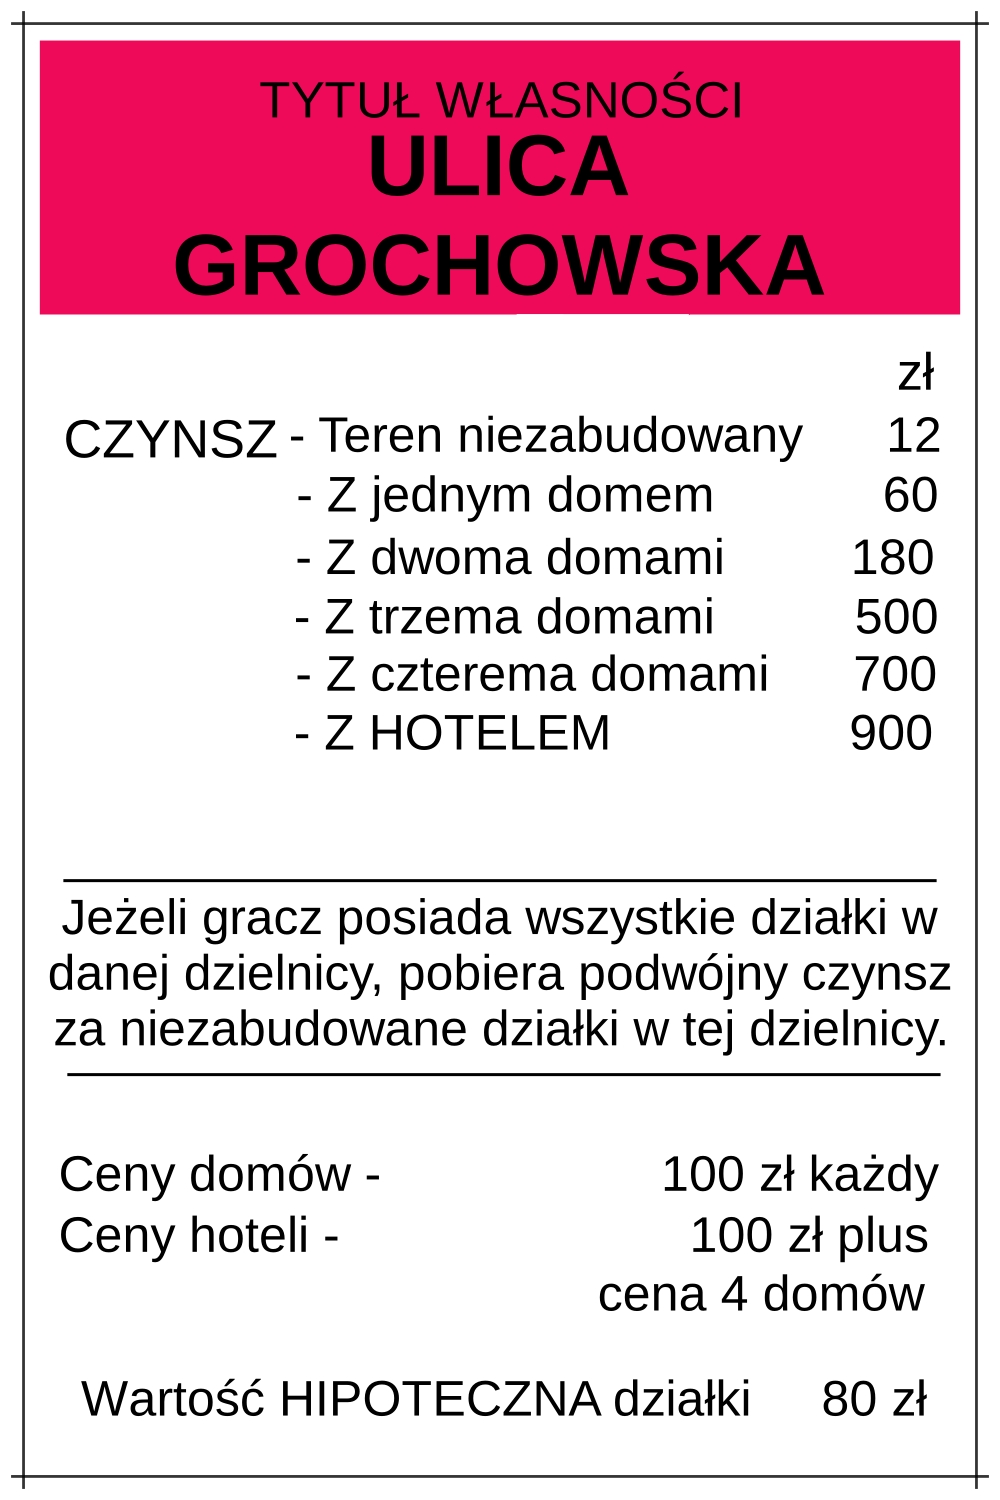 TYTUŁ WŁASNOŚCI
ULICA
GROCHOWSKA
zł
CZYNSZ - Teren niezabudowany 12
- Z jednym domem 60
- Z dwoma domami 180
- Z trzema domami 500
- Z czterema domami 700
- Z HOTELEM 900
Jeżeli gracz posiada wszystkie działki w
danej dzielnicy, pobiera podwójny czynsz
za niezabudowane działki w tej dzielnicy.
Ceny domów - 100 zł każdy
Ceny hoteli - 100 zł plus
cena 4 domów
Wartość HIPOTECZNA działki 80 zł